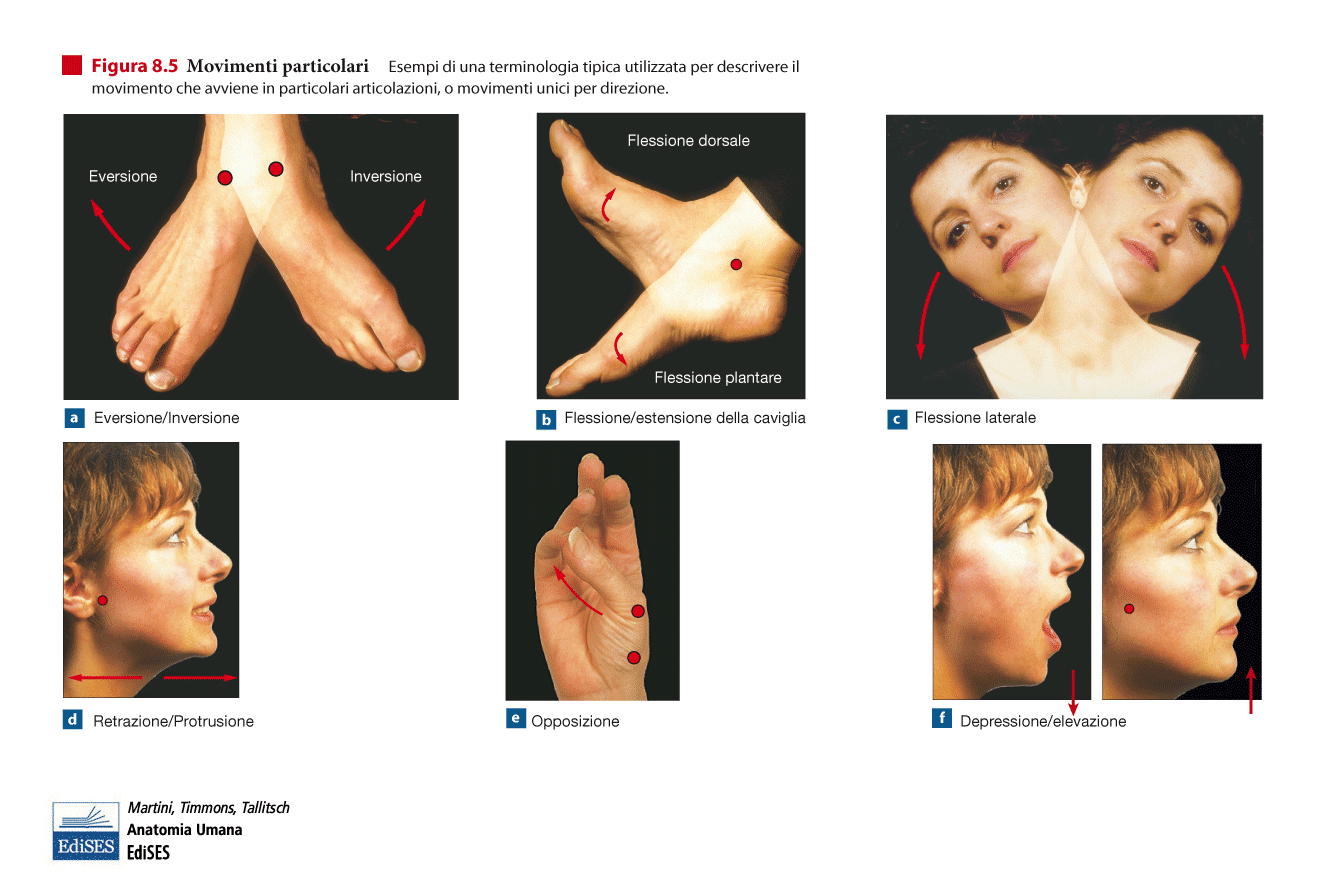 Figura 8.5 Movimenti particolari Esempi di una terminologia tipica utilizzata per descrivere il
movimento che avviene in particolari articolazioni, o movimenti unici per direzione.
Eversione
Inversione
a Eversione/Inversione
Flessione dorsale
Flessione plantare
b Flessione/estensione della caviglia
c Flessione laterale
d Retrazione/Protrusione
e Opposizione
f Depressione/elevazione
EdiSES
Martini, Timmons, Tallitsch
Anatomia Umana
EdiSES